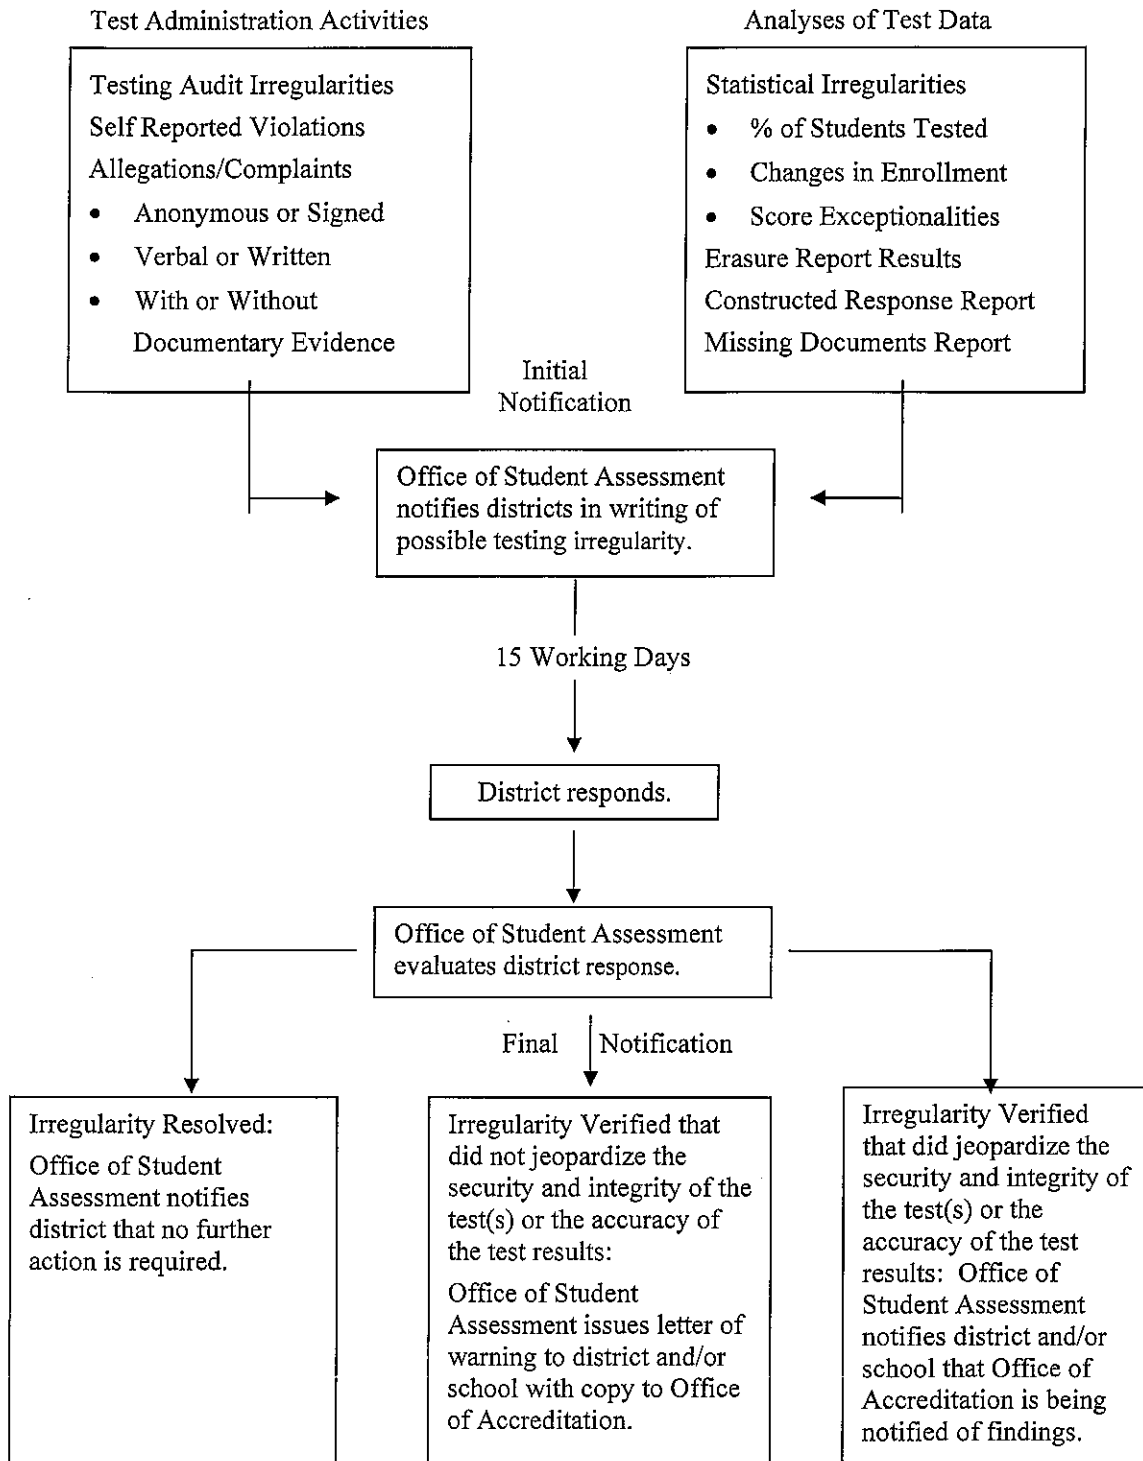 Test Administration Activities
Testing Audit Irregularities
Self Reported Violations
Allegations/Complaints
• Anonymous or Signed
• Verbal or Written
• With or Without
Documentary Evidence
Analyses of Test Data
Statistical Irregularities
• % of Students Tested
• Changes in Enrollment
• Score Exceptionalities
Erasure Report Results
Constructed Response Report
Missing Documents Report
Initial
Notification
Office of Student Assessment
notifies districts in writing of
possible testing irregularity.
15 Working Days
District responds.
Office of Student Assessment
evaluates district response.
Final Notification
Irregularity Resolved:
Office of Student
Assessment notifies
district that no further
action is required.
Irregularity Verified that
did not jeopardize the
security and integrity of the
test(s) or the accuracy of
the test results:
Office of Student
Assessment issues letter of
warning to district and/or
school with copy to Office
of Accreditation.
Irregularity Verified
that did jeopardize the
security and integrity of
the test(s) or the
accuracy of the test
results: Office of
Student Assessment
notifies district and/or
school that Office of
Accreditation is being
notified of findings.